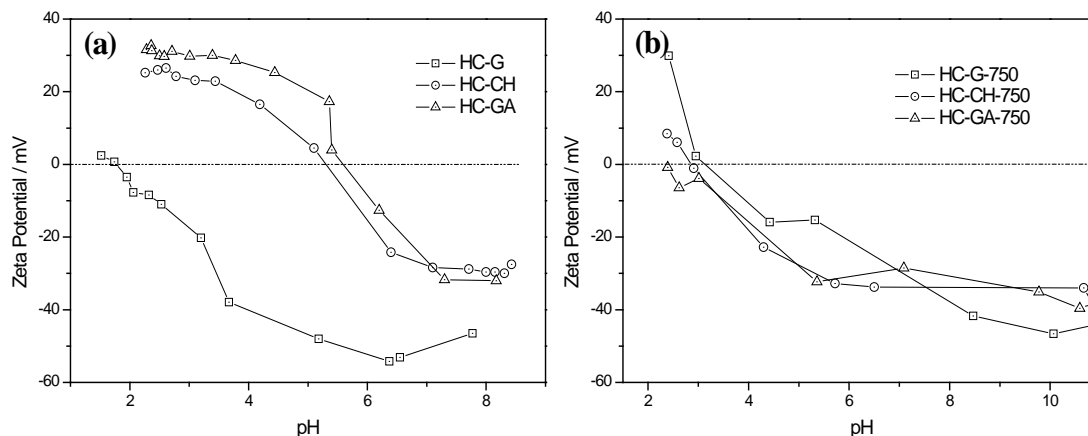 (a)
HC-G
HC-CH
HC-GA
40
20
0
-20
-40
-60
Zeta Potential / mV
2
4
6
8
pH
(b)
HC-G-750
HC-CH-750
HC-GA-750
40
20
0
-20
-40
-60
Zeta Potential / mV
2
4
6
8
10
pH